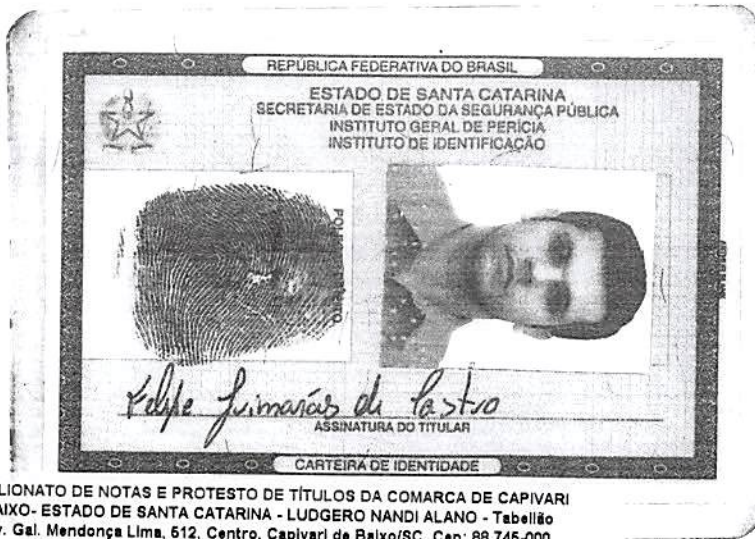 REPÚBLICA FEDERATIVA DO BRASIL
ESTADO DE SANTA CATARINA
SECRETARIA DE ESTADO DA SEGURANÇA PÚBLICA
INSTITUTO GERAL DE PERÍCIA
INSTITUTO DE IDENTIFICAÇÃO
Felipe Guimarães de Castro
ASSINATURA DO TITULAR
CARTEIRA DE IDENTIDADE
LIONATO DE NOTAS E PROTESTO DE TÍTULOS DA COMARCA DE CAPIVARI
AIXO- ESTADO DE SANTA CATARINA - LUDGERO NANDI ALANO - Tabelião
v. Gal. Mendonça Lima, 512, Centro, Capivari de Baixo/SC, Cep: 88.745-000